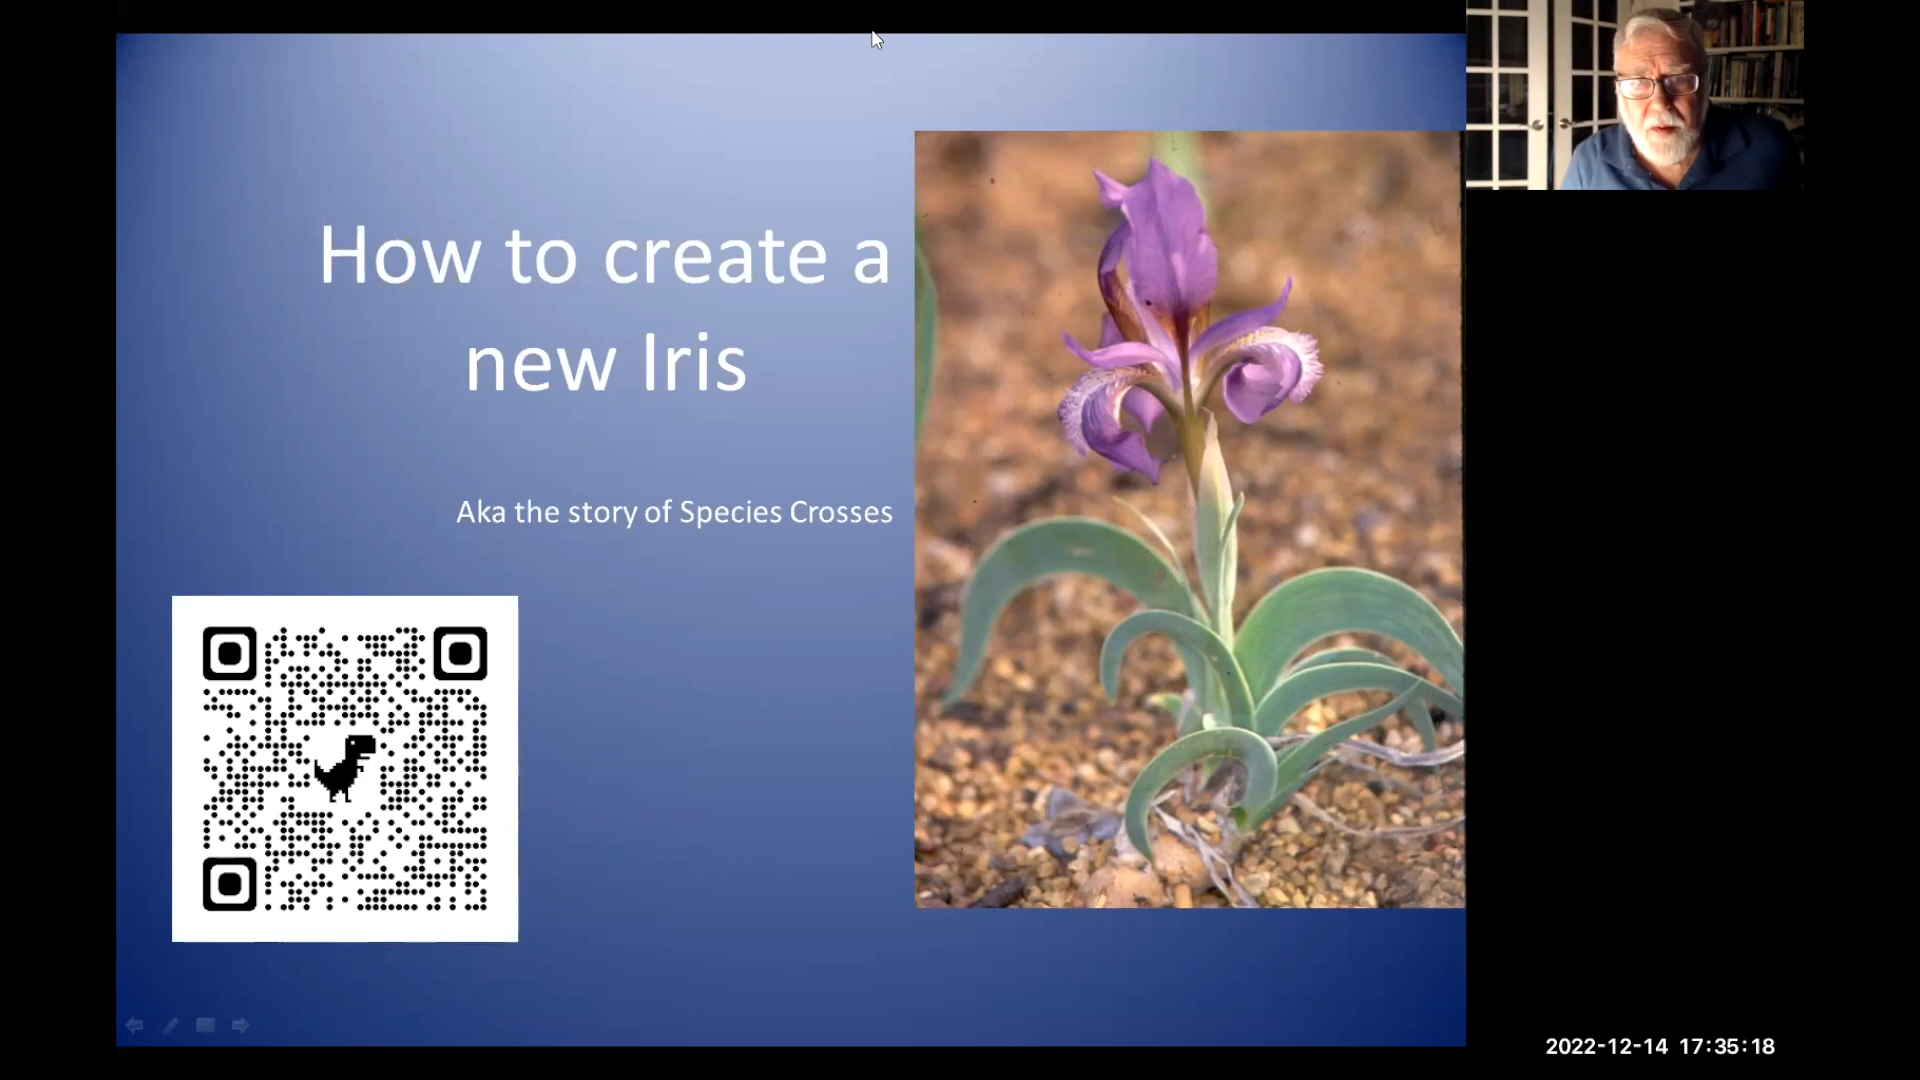 How to create a
new Iris
Aka the story of Species Crosses
2022-12-14 17:35:18